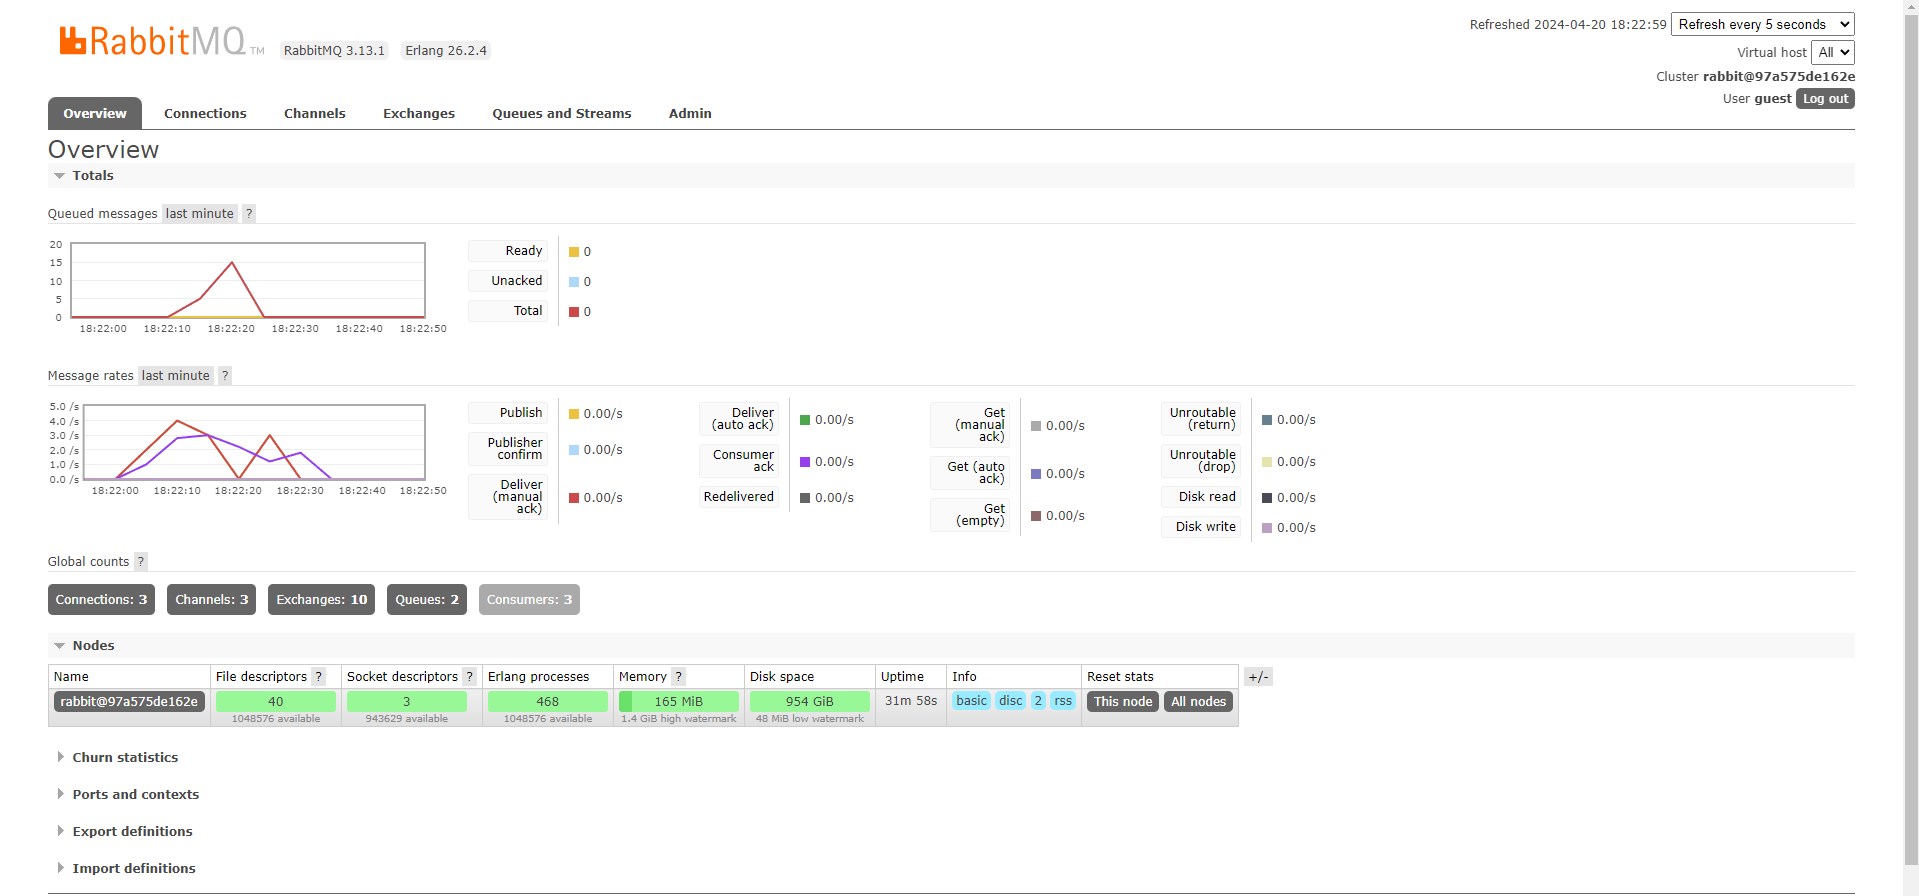 RabbitMQ TM RabbitMQ 3.13.1 Erlang 26.2.4
Refreshed 2024-04-20 18:22:59 Refresh every 5 seconds
Virtual host All
Cluster rabbit@97a575de162e
User guest Log out
Overview Connections Channels Exchanges Queues and Streams Admin
Overview
Totals
Queued messages last minute ?
20
15
10
5
0
18:22:00 18:22:10 18:22:20 18:22:30 18:22:40 18:22:50
Ready 0
Unacked 0
Total 0
Message rates last minute ?
5.0 /s
4.0 /s
3.0 /s
2.0 /s
1.0 /s
0.0 /s
18:22:00 18:22:10 18:22:20 18:22:30 18:22:40 18:22:50
Publish 0.00/s
Publisher
confirm 0.00/s
Deliver
(manual
ack) 0.00/s
Deliver
(auto ack) 0.00/s
Consumer
ack 0.00/s
Redelivered 0.00/s
Get
(manual
ack) 0.00/s
Get (auto
ack) 0.00/s
Get
(empty) 0.00/s
Unroutable
(return) 0.00/s
Unroutable
(drop) 0.00/s
Disk read 0.00/s
Disk write 0.00/s
Global counts ?
Connections: 3 Channels: 3 Exchanges: 10 Queues: 2 Consumers: 3
Nodes
Name File descriptors ? Socket descriptors ? Erlang processes Memory ? Disk space Uptime Info Reset stats +/-
rabbit@97a575de162e 40 3 468 165 MiB 954 GiB 31m 58s basic disc 2 rss This node All nodes
1048576 available 943629 available 1048576 available 1.4 GiB high watermark 48 MiB low watermark
Churn statistics
Ports and contexts
Export definitions
Import definitions